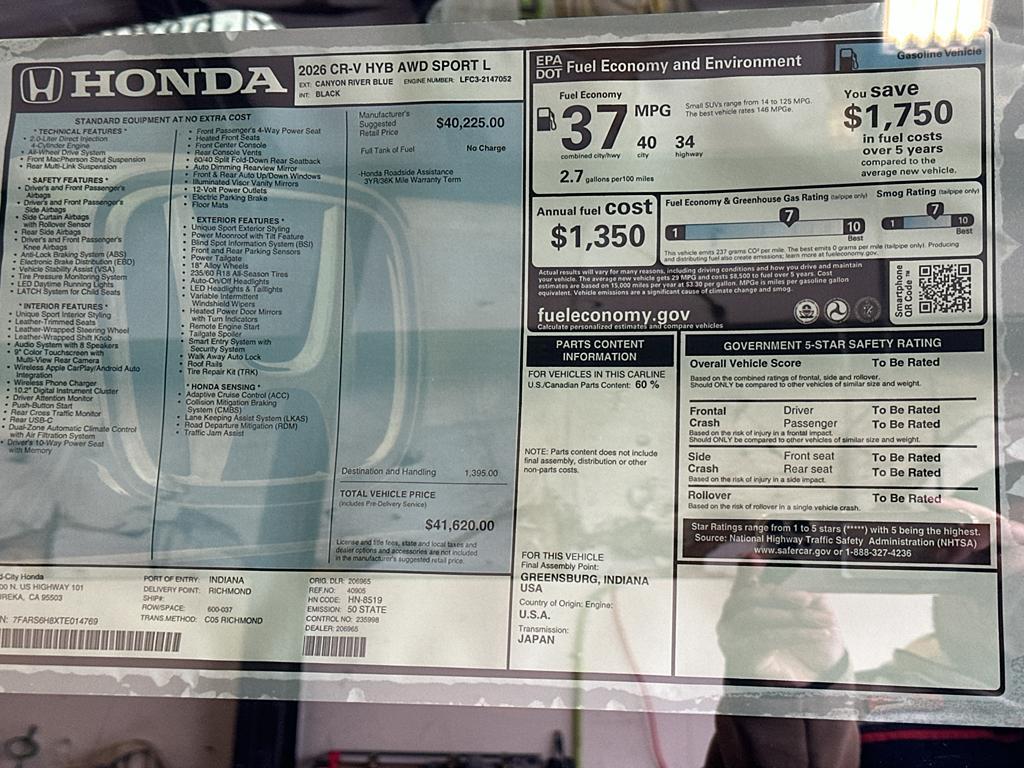 HONDA
2026 CR-V HYB AWD SPORT L
EXT: CANYON RIVER BLUE ENGINE NUMBER: LFC3-2147052
INT: BLACK
STANDARD EQUIPMENT AT NO EXTRA COST
* TECHNICAL FEATURES *
• 2.0-Liter Direct Injection
4-Cylinder Engine
• All-Wheel Drive System
• Front MacPherson Strut Suspension
• Rear Multi-Link Suspension
* SAFETY FEATURES *
• Driver's and Front Passenger's
Airbags
• Driver's and Front Passenger's
Side Airbags
• Side Curtain Airbags
with Rollover Sensor
• Rear Side Airbags
• Driver's and Front Passenger's
Knee Airbags
• Anti-Lock Braking System (ABS)
• Electronic Brake Distribution (EBD)
• Vehicle Stability Assist (VSA)
• Tire Pressure Monitoring System
• LED Daytime Running Lights
• LATCH System for Child Seats
* INTERIOR FEATURES *
• Unique Sport Interior Styling
• Leather-Trimmed Seats
• Leather-Wrapped Steering Wheel
• Leather-Wrapped Shift Knob
• Audio System with 8 Speakers
• 9" Color Touchscreen with
Multi-View Rear Camera
• Wireless Apple CarPlay/Android Auto
Integration
• Wireless Phone Charger
• 10.2" Digital Instrument Cluster
• Driver Attention Monitor
• Push-Button Start
• Rear Cross Traffic Monitor
• Rear USB-C
• Dual-Zone Automatic Climate Control
with Air Filtration System
• Driver's 10-Way Power Seat
with Memory
• Front Passenger's 4-Way Power Seat
• Heated Front Seats
• Front Center Console
• Rear Console Vents
• 60/40 Split Fold-Down Rear Seatback
• Auto Dimming Rearview Mirror
• Front & Rear Auto Up/Down Windows
• Illuminated Visor Vanity Mirrors
• 12-Volt Power Outlets
• Electric Parking Brake
• Floor Mats
* EXTERIOR FEATURES *
• Unique Sport Exterior Styling
• Power Moonroof with Tilt Feature
• Blind Spot Information System (BSI)
• Front and Rear Parking Sensors
• Power Tailgate
• 18" Alloy Wheels
• 235/60 R18 All-Season Tires
• Auto-On/Off Headlights
• LED Headlights & Taillights
• Variable Intermittent
Windshield Wipers
• Heated Power Door Mirrors
with Turn Indicators
• Remote Engine Start
• Tailgate Spoiler
• Smart Entry System with
Security System
• Walk Away Auto Lock
• Roof Rails
• Tire Repair Kit (TRK)
* HONDA SENSING *
• Adaptive Cruise Control (ACC)
• Collision Mitigation Braking
System (CMBS)
• Lane Keeping Assist System (LKAS)
• Road Departure Mitigation (RDM)
• Traffic Jam Assist
Manufacturer's
Suggested
Retail Price $40,225.00
Full Tank of Fuel No Charge
-Honda Roadside Assistance
3YR/36K Mile Warranty Term
Destination and Handling 1,395.00
TOTAL VEHICLE PRICE
(includes Pre-Delivery Service)
$41,620.00
License and title fees, state and local taxes and
dealer options and accessories are not included
in the manufacturer's suggested retail price.
d-City Honda
00 N. US HIGHWAY 101
UREKA, CA 95503
N: 7FARS6H8XTE014769
PORT OF ENTRY: INDIANA
DELIVERY POINT: RICHMOND
SHIP#:
ROW/SPACE: 600-037
TRANS.METHOD: C05 RICHMOND
ORIG. DLR: 206965
REF.NO: 40905
HN CODE: HN-8519
EMISSION: 50 STATE
CONTROL NO: 235998
DEALER: 206965
EPA
DOT Fuel Economy and Environment
Gasoline Vehicle
Fuel Economy
37 MPG
combined city/hwy
40 city
34 highway
2.7 gallons per 100 miles
Small SUVs range from 14 to 125 MPG.
The best vehicle rates 146 MPGe.
You save
$1,750
in fuel costs
over 5 years
compared to the
average new vehicle.
Annual fuel cost
$1,350
Fuel Economy & Greenhouse Gas Rating (tailpipe only)
1 7 10
Best
Smog Rating (tailpipe only)
1 7 10
Best
This vehicle emits 237 grams CO2 per mile. The best emits 0 grams per mile (tailpipe only). Producing
and distributing fuel also create emissions; learn more at fueleconomy.gov.
Actual results will vary for many reasons, including driving conditions and how you drive and maintain
your vehicle. The average new vehicle gets 29 MPG and costs $8,500 to fuel over 5 years. Cost
estimates are based on 15,000 miles per year at $3.30 per gallon. MPGe is miles per gasoline gallon
equivalent. Vehicle emissions are a significant cause of climate change and smog.
fueleconomy.gov
Calculate personalized estimates and compare vehicles
Smartphone
QR Code™
PARTS CONTENT
INFORMATION
FOR VEHICLES IN THIS CARLINE
U.S./Canadian Parts Content: 60 %
NOTE: Parts content does not include
final assembly, distribution or other
non-parts costs.
FOR THIS VEHICLE
Final Assembly Point:
GREENSBURG, INDIANA
USA
Country of Origin: Engine:
U.S.A.
Transmission:
JAPAN
GOVERNMENT 5-STAR SAFETY RATING
Overall Vehicle Score To Be Rated
Based on the combined ratings of frontal, side and rollover.
Should ONLY be compared to other vehicles of similar size and weight.
Frontal Driver To Be Rated
Crash Passenger To Be Rated
Based on the risk of injury in a frontal impact.
Should ONLY be compared to other vehicles of similar size and weight.
Side Front seat To Be Rated
Crash Rear seat To Be Rated
Based on the risk of injury in a side impact.
Rollover To Be Rated
Based on the risk of rollover in a single vehicle crash.
Star Ratings range from 1 to 5 stars (*****) with 5 being the highest.
Source: National Highway Traffic Safety Administration (NHTSA)
www.safercar.gov or 1-888-327-4236